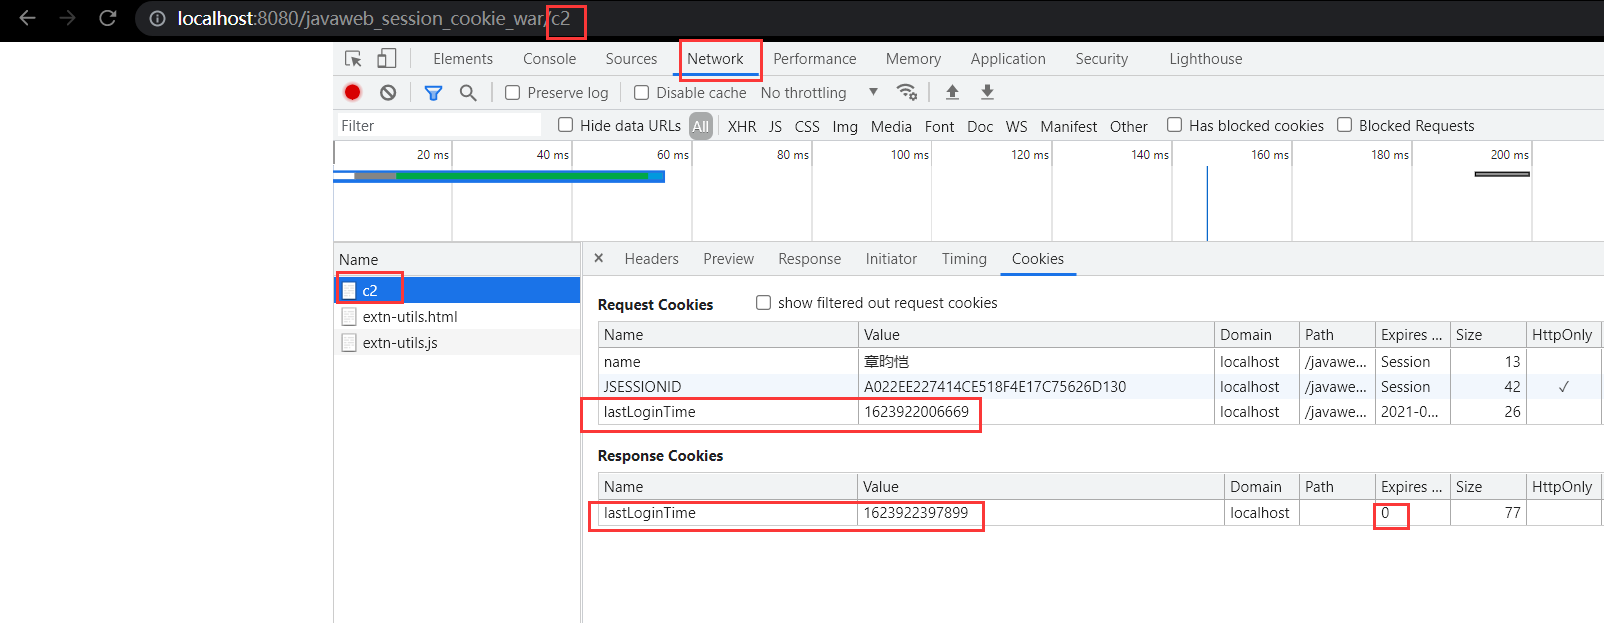 localhost:8080/javaweb_session_cookie_war/c2
Elements Console Sources Network Performance Memory Application Security Lighthouse
Preserve log Disable cache No throttling
Filter Hide data URLs All XHR JS CSS Img Media Font Doc WS Manifest Other Has blocked cookies Blocked Requests
20 ms 40 ms 60 ms 80 ms 100 ms 120 ms 140 ms 160 ms 180 ms 200 ms
Name
c2
extn-utils.html
extn-utils.js
× Headers Preview Response Initiator Timing Cookies
Request Cookies show filtered out request cookies
Name Value Domain Path Expires ... Size HttpOnly
name 章昀恺 localhost /javawe... Session 13
JSESSIONID A022EE227414CE518F4E17C75626D130 localhost /javawe... Session 42 ✓
lastLoginTime 1623922006669 localhost /javawe... 2021-0... 26
Response Cookies
Name Value Domain Path Expires ... Size HttpOnly
lastLoginTime 1623922397899 localhost 0 77